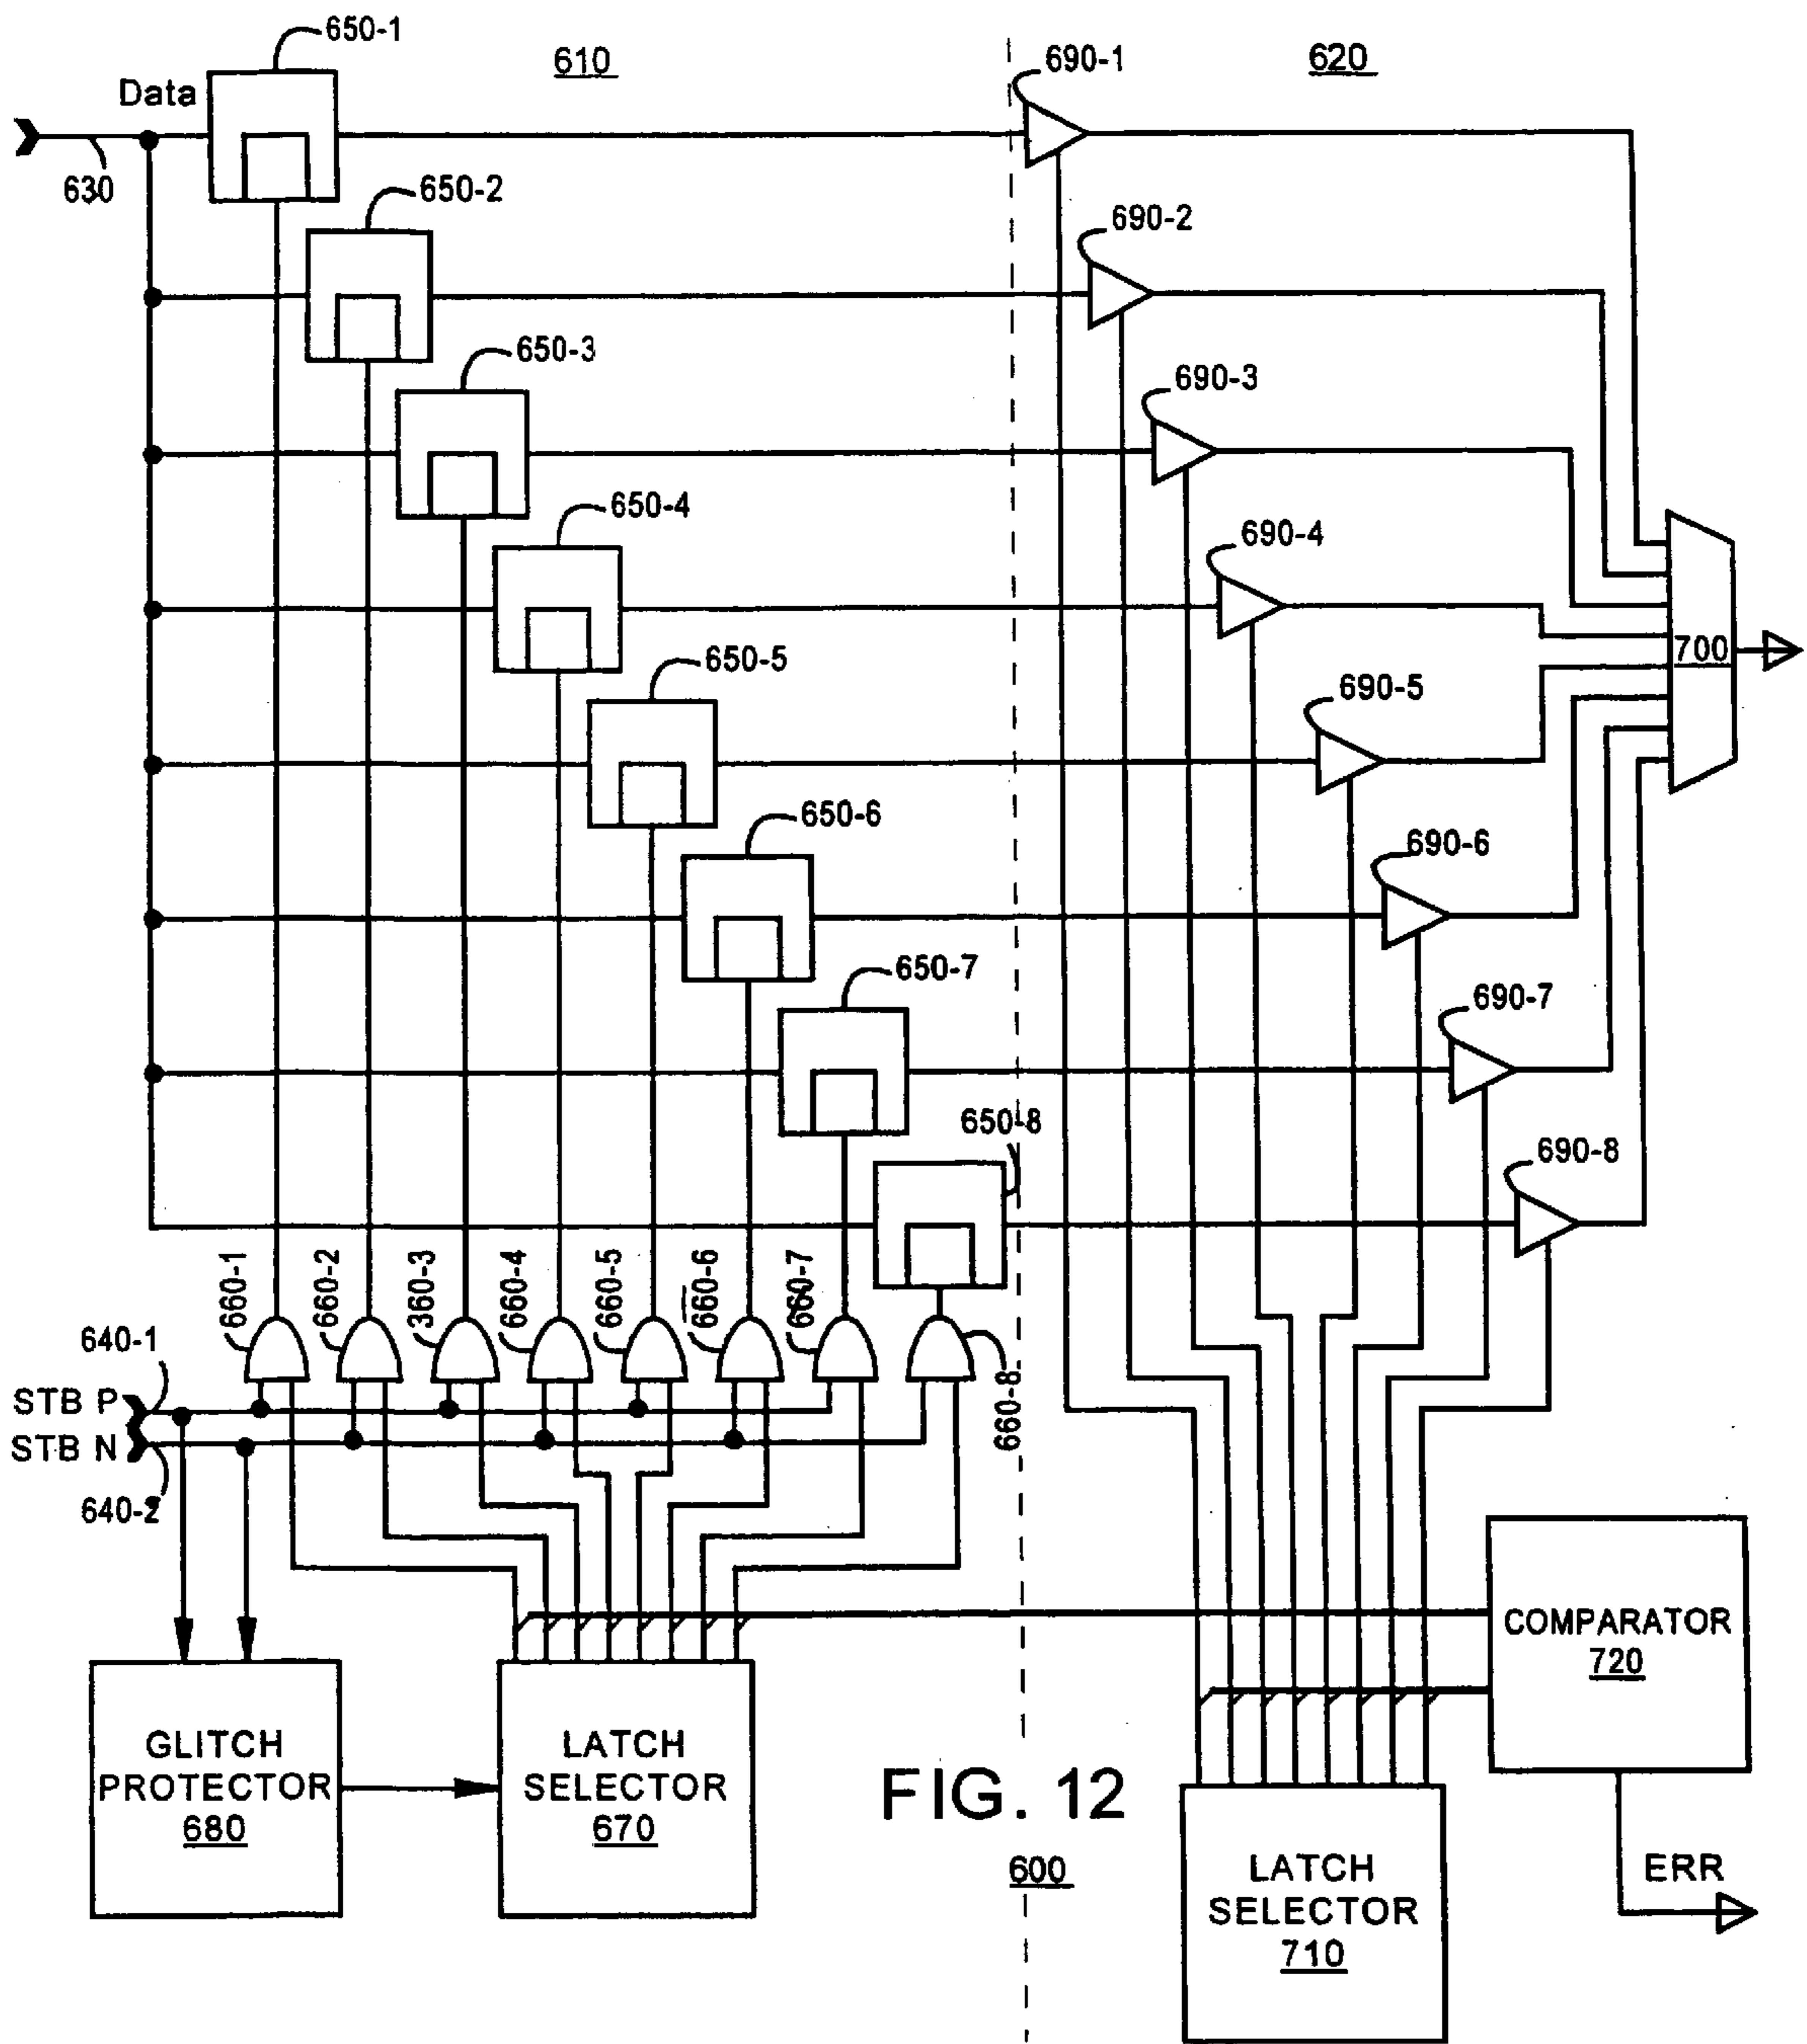 650-1
610
690-1
620
Data
630
650-2
690-2
650-3
690-3
650-4
690-4
700
650-5
690-5
650-6
690-6
650-7
690-7
650-8
690-8
660-1
660-2
360-3
660-4
660-5
660-6
660-7
660-8
640-1
STB P
STB N
640-2
COMPARATOR
720
GLITCH
PROTECTOR
680
LATCH
SELECTOR
670
FIG. 12
600
LATCH
SELECTOR
710
ERR